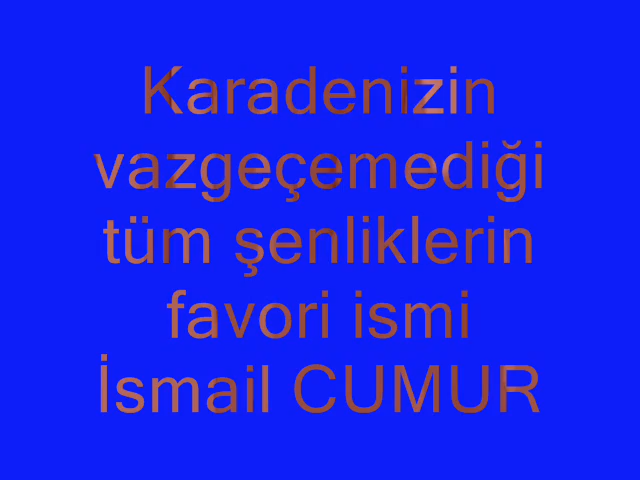 Karadenizin
vazgeçemediği
tüm şenliklerin
favori ismi
İsmail CUMUR